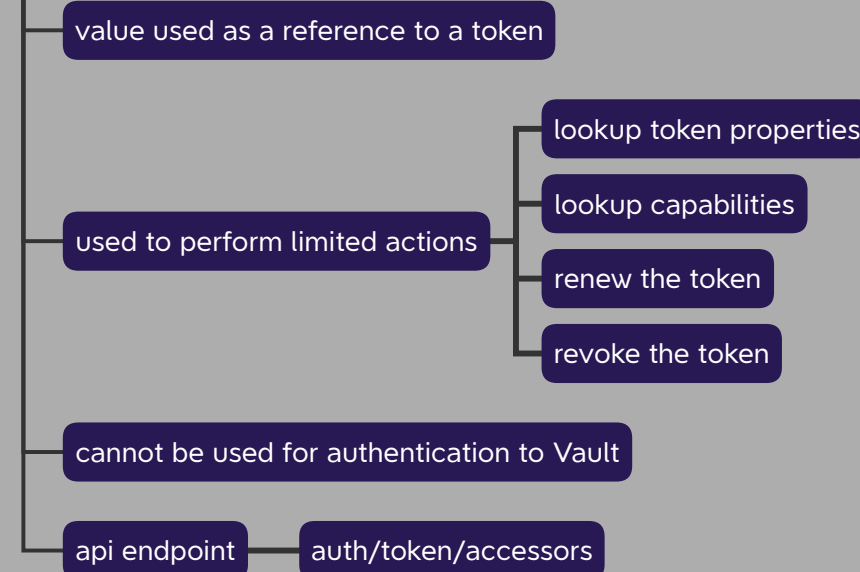 value used as a reference to a token
lookup token properties
lookup capabilities
used to perform limited actions
renew the token
revoke the token
cannot be used for authentication to Vault
api endpoint
auth/token/accessors